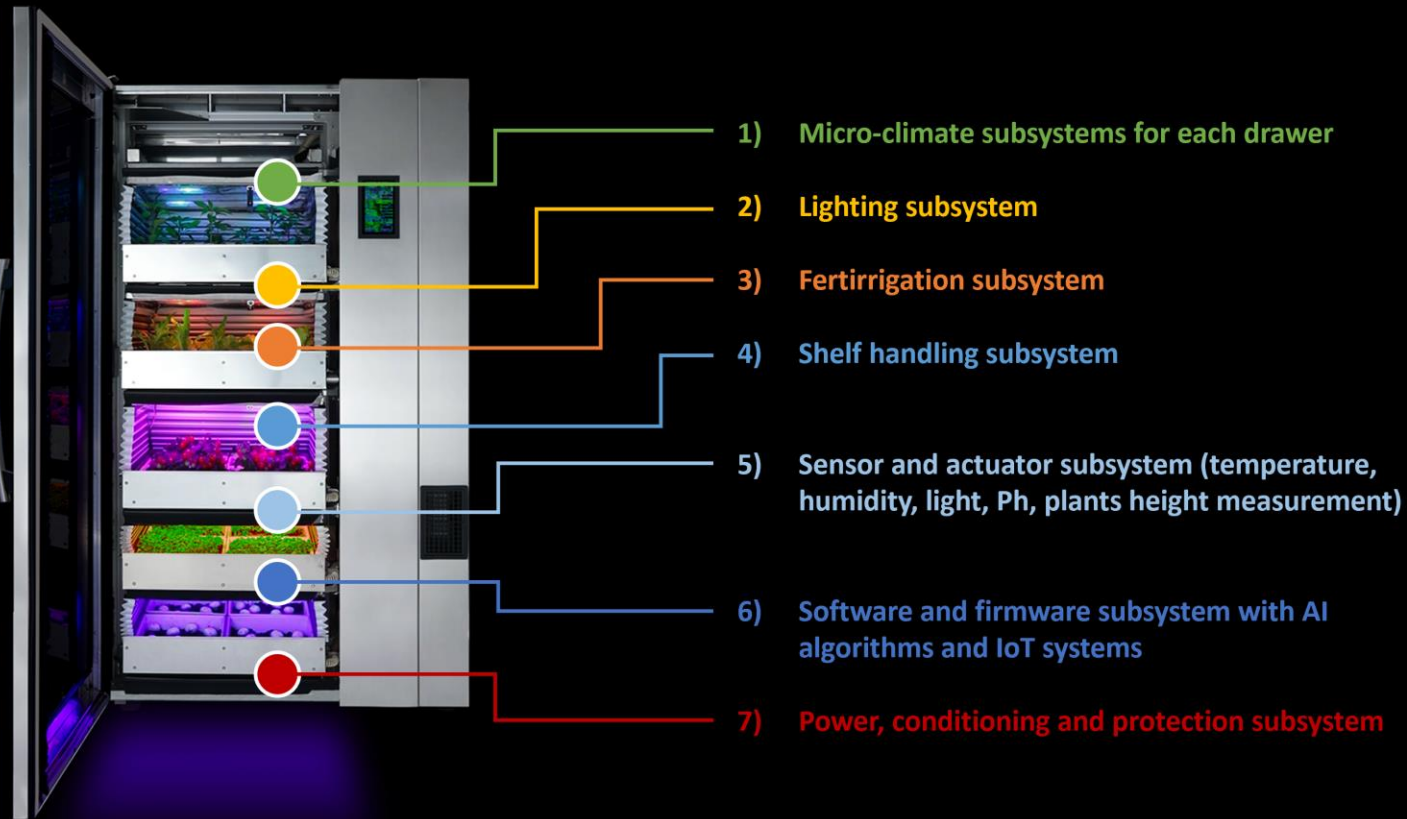 1) Micro-climate subsystems for each drawer
2) Lighting subsystem
3) Fertirrigation subsystem
4) Shelf handling subsystem
5) Sensor and actuator subsystem (temperature,
humidity, light, Ph, plants height measurement)
6) Software and firmware subsystem with AI
algorithms and IoT systems
7) Power, conditioning and protection subsystem